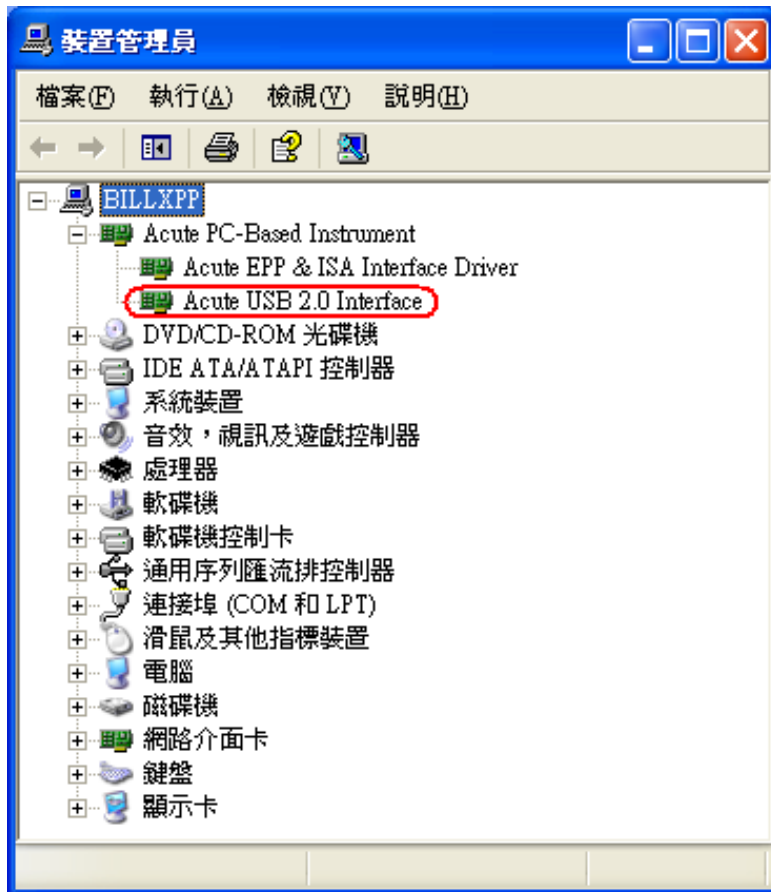 裝置管理員
檔案(F) 執行(A) 檢視(V) 說明(H)
BILLXPP
Acute PC-Based Instrument
Acute EPP & ISA Interface Driver
Acute USB 2.0 Interface
DVD/CD-ROM 光碟機
IDE ATA/ATAPI 控制器
系統裝置
音效，視訊及遊戲控制器
處理器
軟碟機
軟碟機控制卡
通用序列匯流排控制器
連接埠 (COM 和 LPT)
滑鼠及其他指標裝置
電腦
磁碟機
網路介面卡
鍵盤
顯示卡